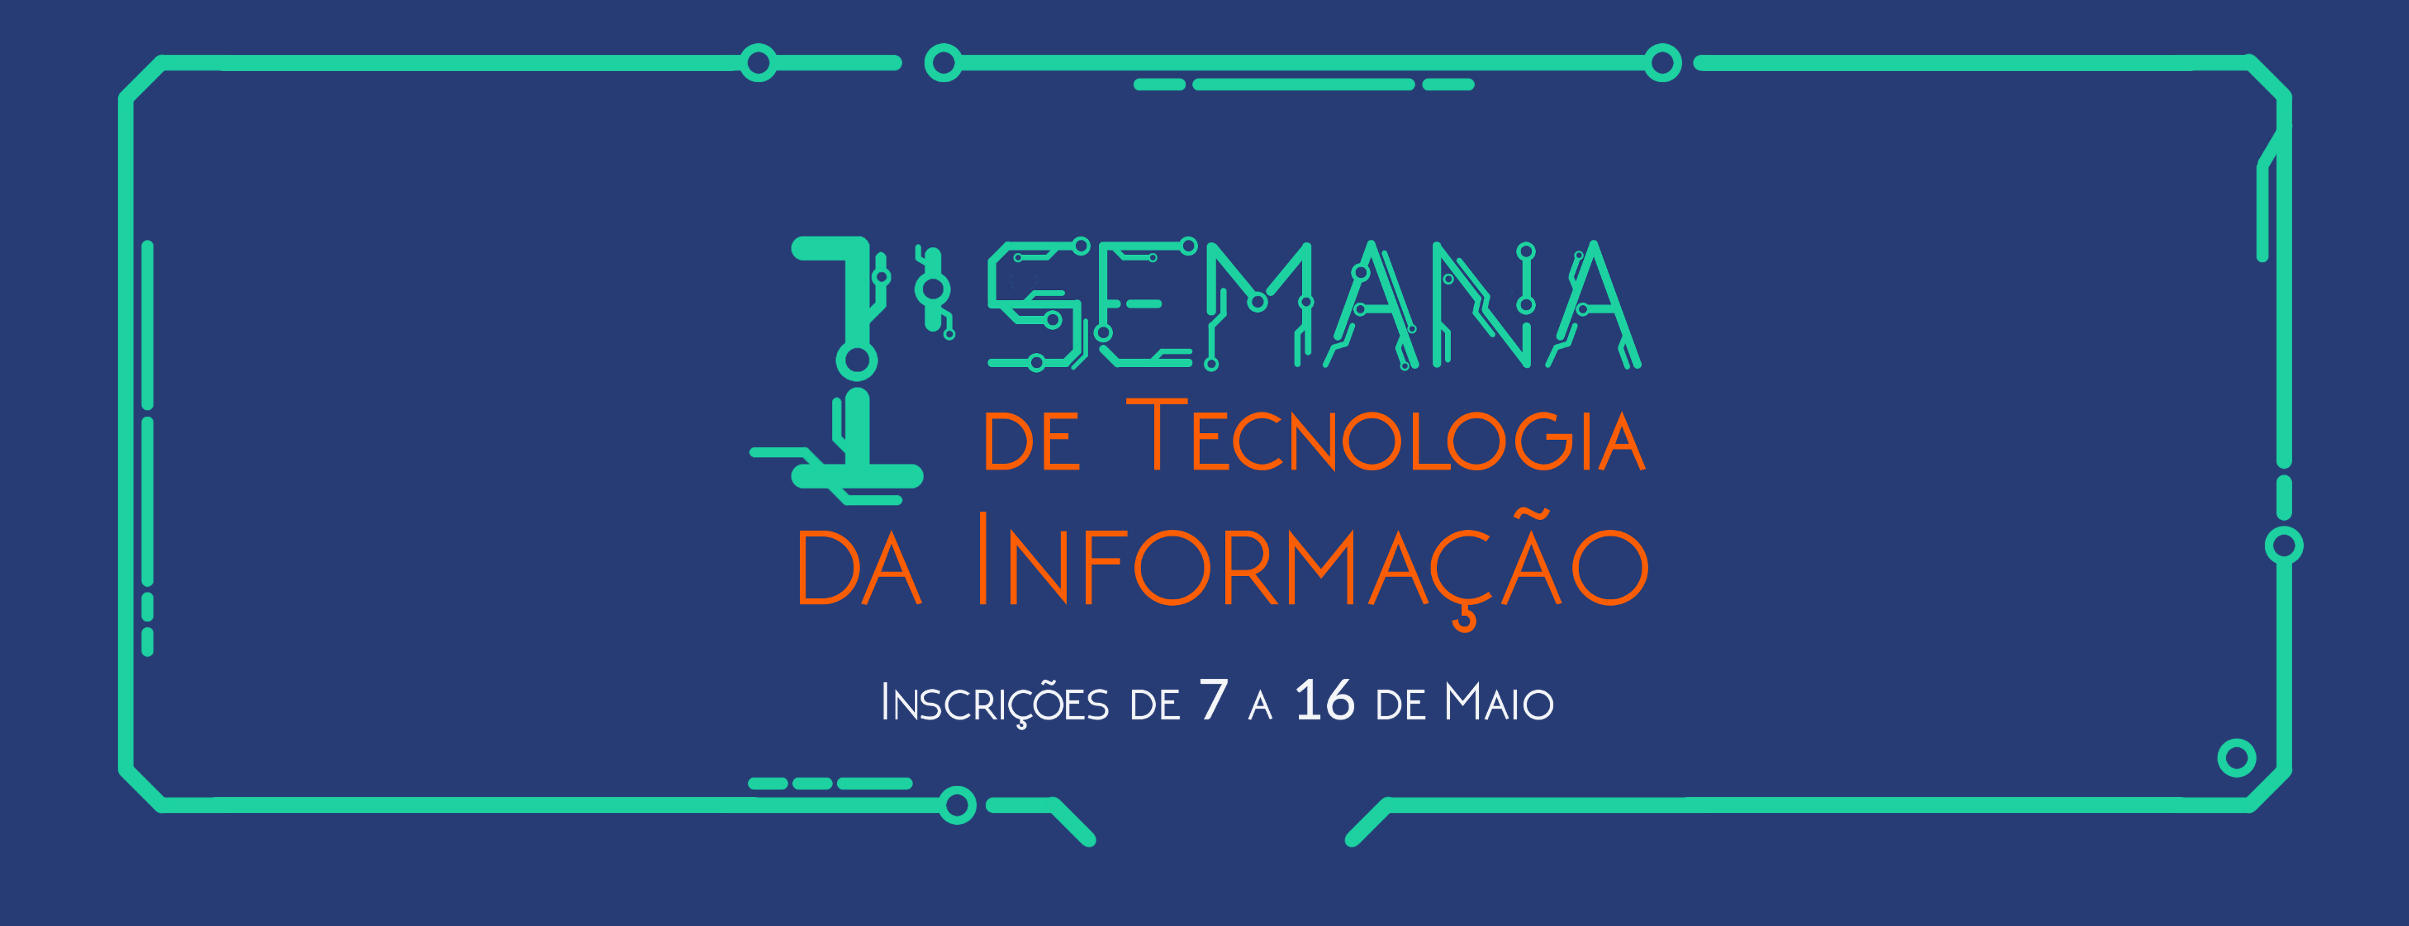 1ª SEMANA
DE TECNOLOGIA
DA INFORMAÇÃO
INSCRIÇÕES DE 7 A 16 DE MAIO